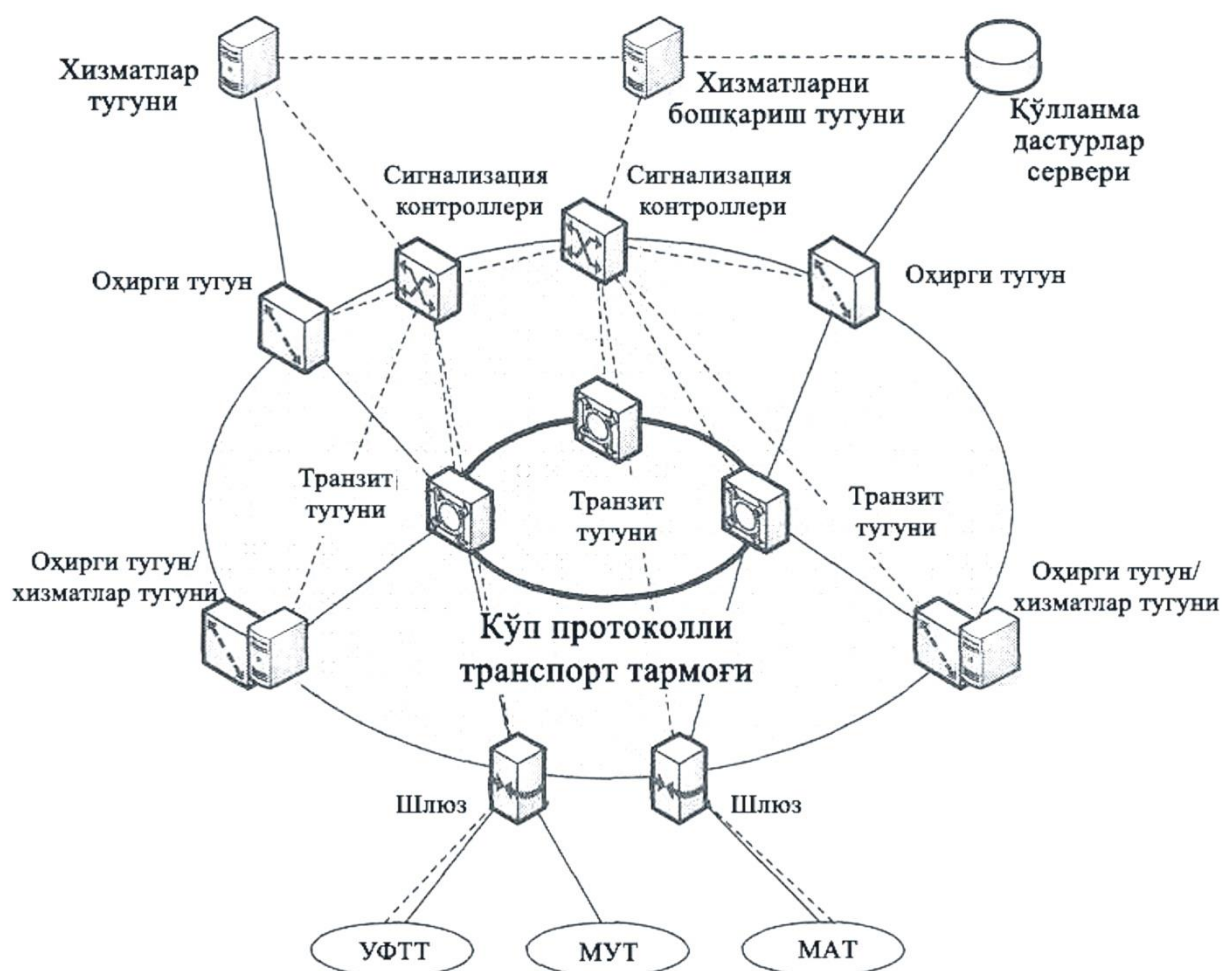 Хизматлар
тугуни
Хизматларни
бошқариш тугуни
Қўлланма
дастурлар
сервери
Сигнализация
контроллери
Сигнализация
контроллери
Оҳирги тугун
Оҳирги тугун
Транзит
тугуни
Транзит
тугуни
Транзит
тугуни
Оҳирги тугун/
хизматлар тугуни
Оҳирги тугун/
хизматлар тугуни
Кўп протоколли
транспорт тармоғи
Шлюз
Шлюз
УФТТ
МУТ
МАТ